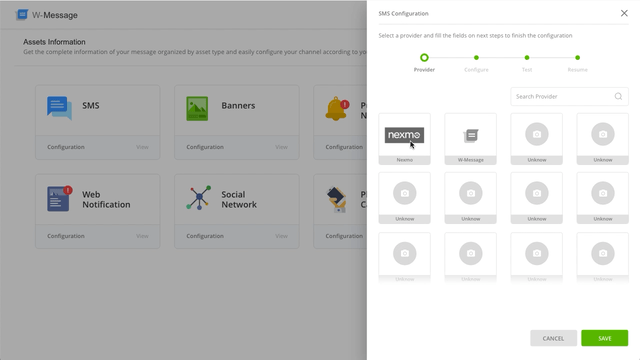 W-Message
Assets Information
Get the complete information of your message organized by asset type and easily configure your channel according to yo
SMS
Configuration
View
Banners
Configuration
View
Configuration
Web
Notification
Configuration
View
Social
Network
Configuration
View
Configuration
SMS Configuration
Select a provider and fill the fields on next steps to finish the configuration
Provider
Configure
Test
Resume
Search Provider
nexmo
Nexmo
W-Message
Unknow
Unknow
Unknow
Unknow
Unknow
Unknow
Unknow
Unknow
Unknow
Unknow
CANCEL
SAVE